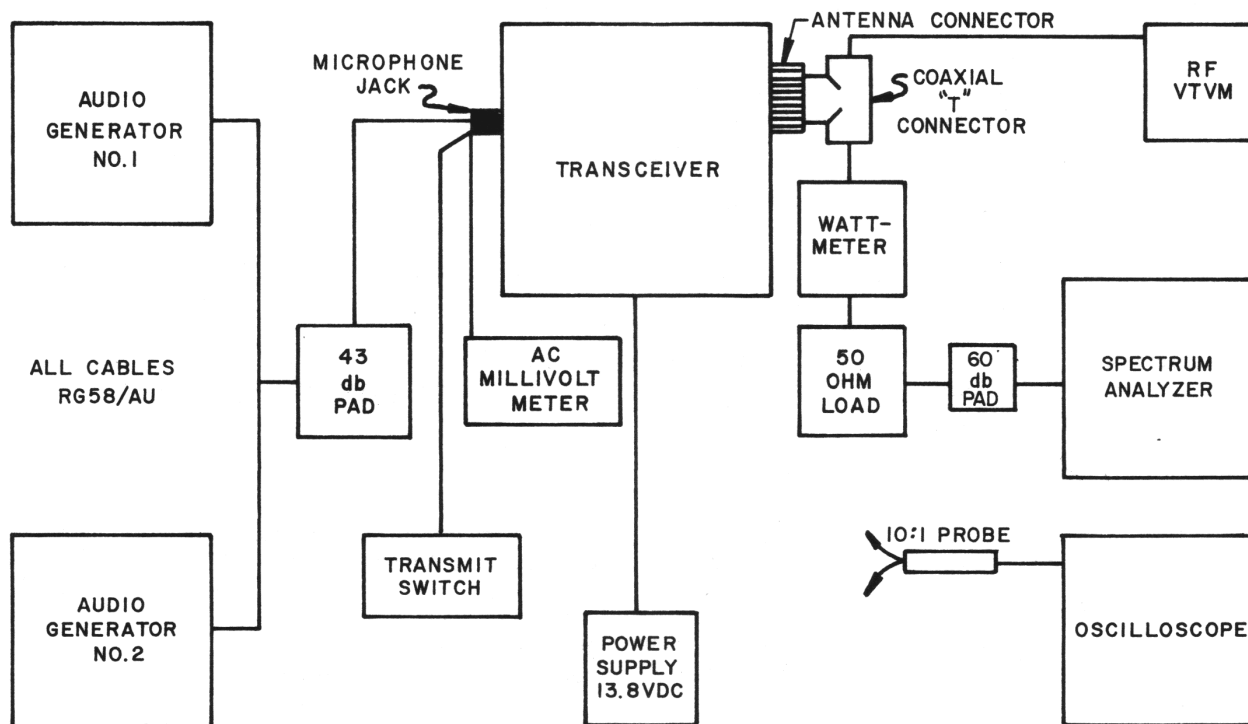 AUDIO
GENERATOR
NO.1
MICROPHONE
JACK
TRANSCEIVER
ANTENNA CONNECTOR
COAXIAL
"T"
CONNECTOR
RF
VTVM
WATT-
METER
ALL CABLES
RG58/AU
43
db
PAD
AC
MILLIVOLT
METER
50
OHM
LOAD
60
db
PAD
SPECTRUM
ANALYZER
AUDIO
GENERATOR
NO.2
TRANSMIT
SWITCH
POWER
SUPPLY
13.8VDC
10:1 PROBE
OSCILLOSCOPE